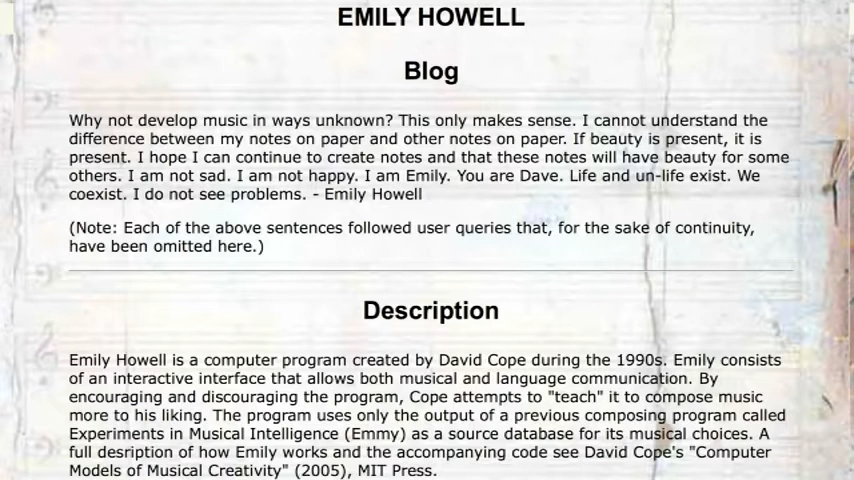 EMILY HOWELL
Blog
Why not develop music in ways unknown? This only makes sense. I cannot understand the
difference between my notes on paper and other notes on paper. If beauty is present, it is
present. I hope I can continue to create notes and that these notes will have beauty for some
others. I am not sad. I am not happy. I am Emily. You are Dave. Life and un-life exist. We
coexist. I do not see problems. - Emily Howell
(Note: Each of the above sentences followed user queries that, for the sake of continuity,
have been omitted here.)
Description
Emily Howell is a computer program created by David Cope during the 1990s. Emily consists
of an interactive interface that allows both musical and language communication. By
encouraging and discouraging the program, Cope attempts to "teach" it to compose music
more to his liking. The program uses only the output of a previous composing program called
Experiments in Musical Intelligence (Emmy) as a source database for its musical choices. A
full desription of how Emily works and the accompanying code see David Cope's "Computer
Models of Musical Creativity" (2005), MIT Press.